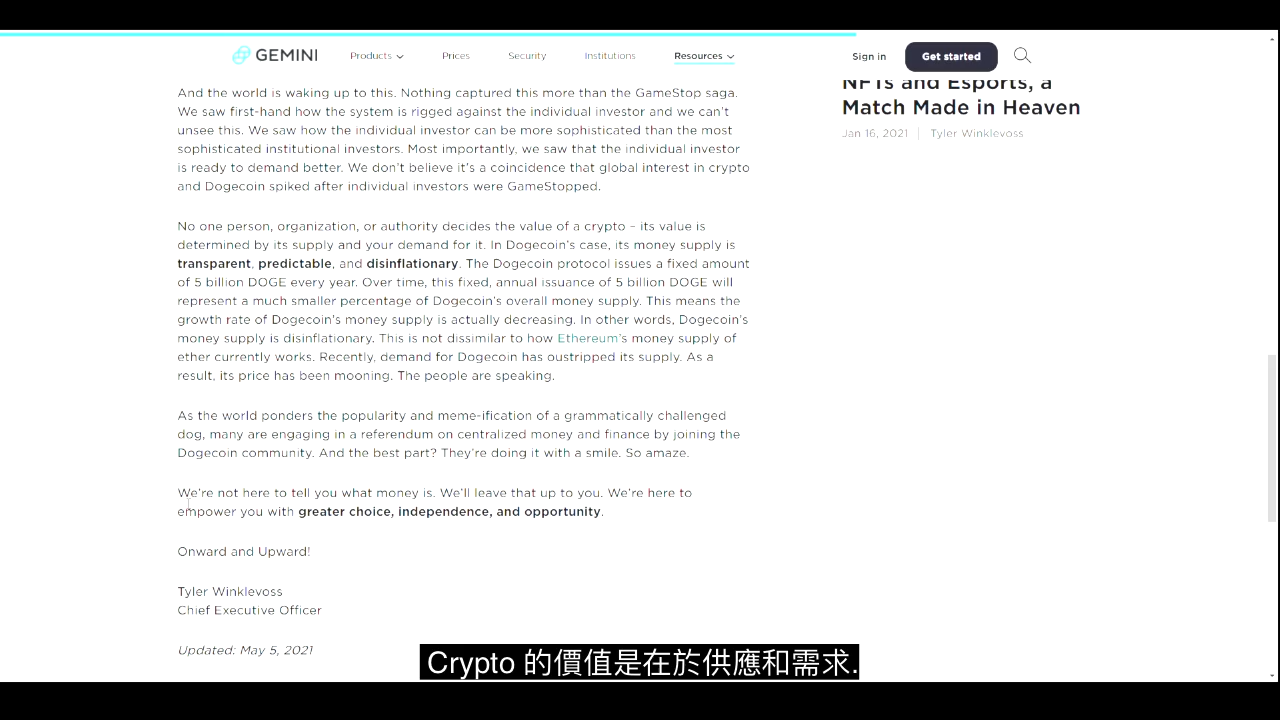 GEMINI Products Prices Security Institutions Resources Sign in Get started
NFTs and Esports, a
Match Made in Heaven
Jan 16, 2021 | Tyler Winklevoss
And the world is waking up to this. Nothing captured this more than the GameStop saga.
We saw first-hand how the system is rigged against the individual investor and we can't
unsee this. We saw how the individual investor can be more sophisticated than the most
sophisticated institutional investors. Most importantly, we saw that the individual investor
is ready to demand better. We don't believe it's a coincidence that global interest in crypto
and Dogecoin spiked after individual investors were GameStopped.
No one person, organization, or authority decides the value of a crypto – its value is
determined by its supply and your demand for it. In Dogecoin's case, its money supply is
transparent, predictable, and disinflationary. The Dogecoin protocol issues a fixed amount
of 5 billion DOGE every year. Over time, this fixed, annual issuance of 5 billion DOGE will
represent a much smaller percentage of Dogecoin's overall money supply. This means the
growth rate of Dogecoin's money supply is actually decreasing. In other words, Dogecoin's
money supply is disinflationary. This is not dissimilar to how Ethereum's money supply of
ether currently works. Recently, demand for Dogecoin has oustripped its supply. As a
result, its price has been mooning. The people are speaking.
As the world ponders the popularity and meme-ification of a grammatically challenged
dog, many are engaging in a referendum on centralized money and finance by joining the
Dogecoin community. And the best part? They're doing it with a smile. So amaze.
We're not here to tell you what money is. We'll leave that up to you. We're here to
empower you with greater choice, independence, and opportunity.
Onward and Upward!
Tyler Winklevoss
Chief Executive Officer
Updated: May 5, 2021
Crypto 的價值是在於供應和需求.